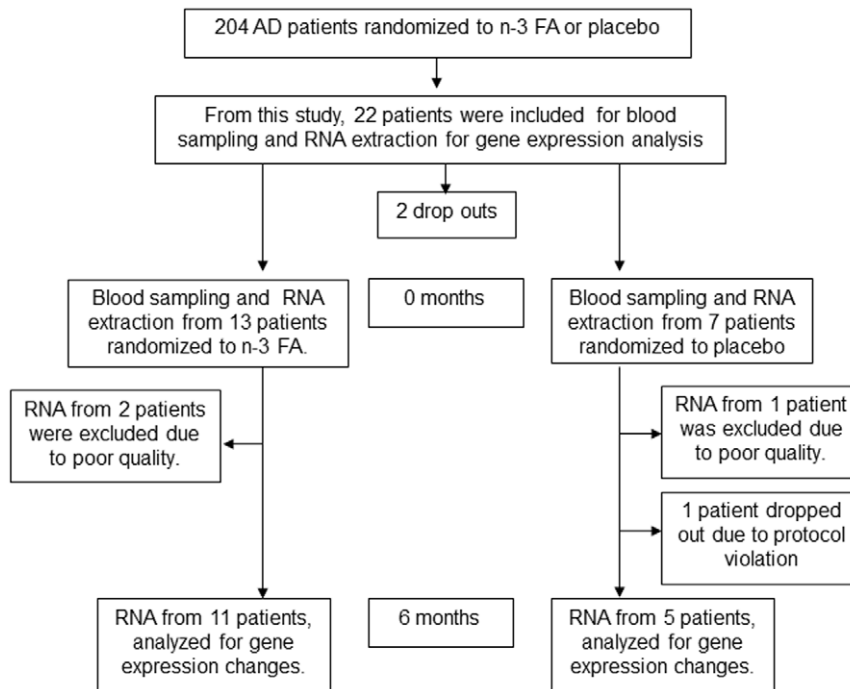 204 AD patients randomized to n-3 FA or placebo
From this study, 22 patients were included for blood
sampling and RNA extraction for gene expression analysis
2 drop outs
Blood sampling and RNA
extraction from 13 patients
randomized to n-3 FA.
0 months
Blood sampling and RNA
extraction from 7 patients
randomized to placebo
RNA from 2 patients
were excluded due
to poor quality.
RNA from 1 patient
was excluded due
to poor quality.
1 patient dropped
out due to protocol
violation
RNA from 11 patients,
analyzed for gene
expression changes.
6 months
RNA from 5 patients,
analyzed for gene
expression changes.